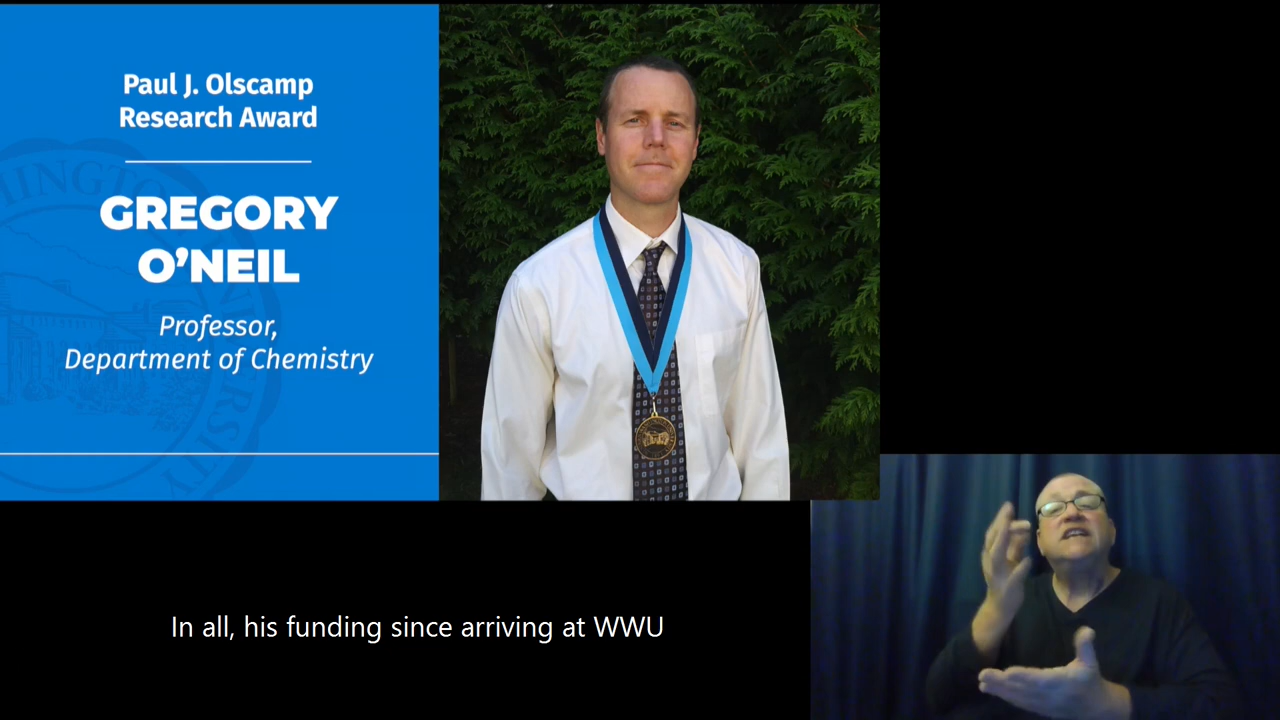 Paul J. Olscamp
Research Award
GREGORY
O'NEIL
Professor,
Department of Chemistry
In all, his funding since arriving at WWU